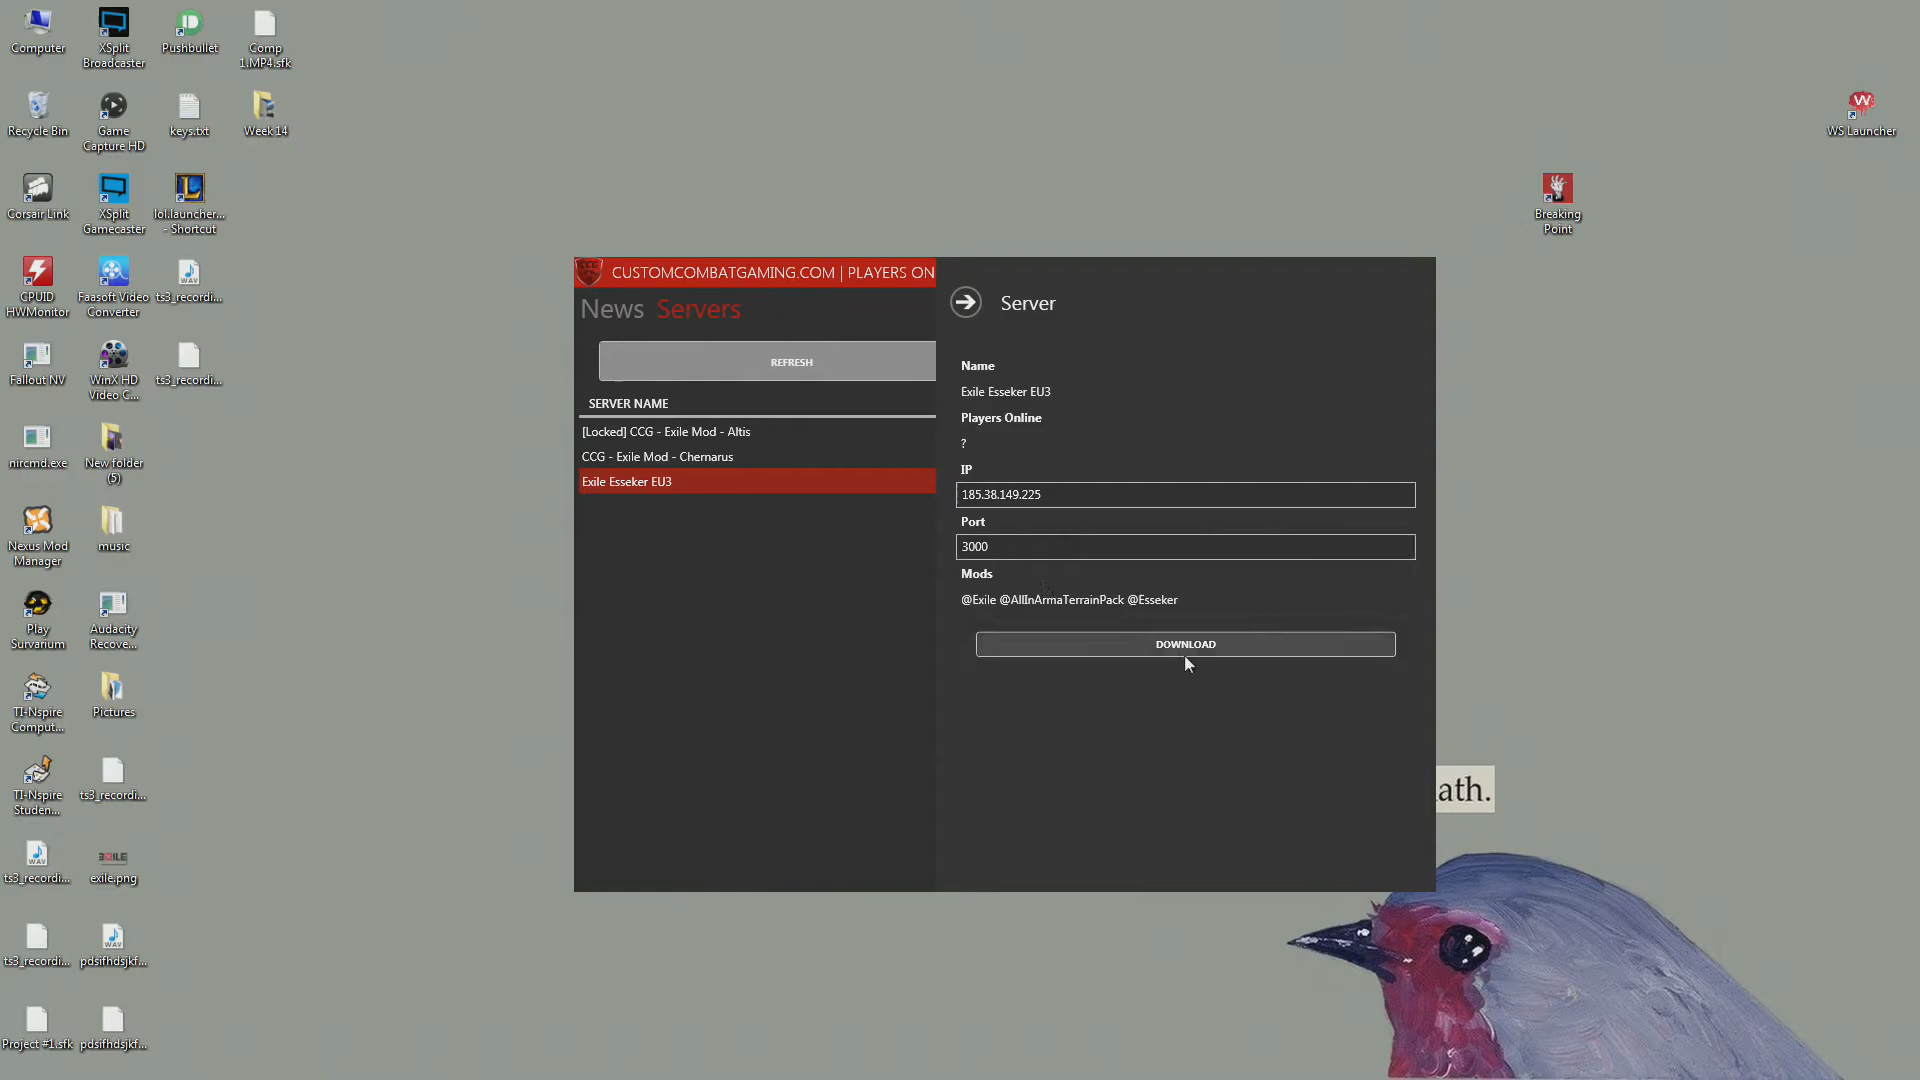 Computer
XSplit
Broadcaster
Pushbullet
Comp
1.MP4.sfk
Recycle Bin
Game
Capture HD
keys.txt
Week 14
Corsair Link
XSplit
Gamecaster
lol.launcher...
- Shortcut
CPUID
HWMonitor
Faasoft Video
Converter
ts3_recordi...
Fallout NV
WinX HD
Video C...
ts3_recordi...
nircmd.exe
New folder
(5)
Nexus Mod
Manager
music
Play
Survarium
Audacity
Recove...
TI-Nspire
Comput...
Pictures
TI-Nspire
Studen...
ts3_recordi...
ts3_recordi...
EXILE
exile.png
ts3_recordi...
pdsifhdsjkf...
Project #1.sfk
pdsifhdsjkf...
WS Launcher
Breaking
Point
CUSTOMCOMBATGAMING.COM | PLAYERS ON
News Servers
REFRESH
SERVER NAME
[Locked] CCG - Exile Mod - Altis
CCG - Exile Mod - Chernarus
Exile Esseker EU3
Server
Name
Exile Esseker EU3
Players Online
?
IP
185.38.149.225
Port
3000
Mods
@Exile @AllInArmaTerrainPack @Esseker
DOWNLOAD
ath.